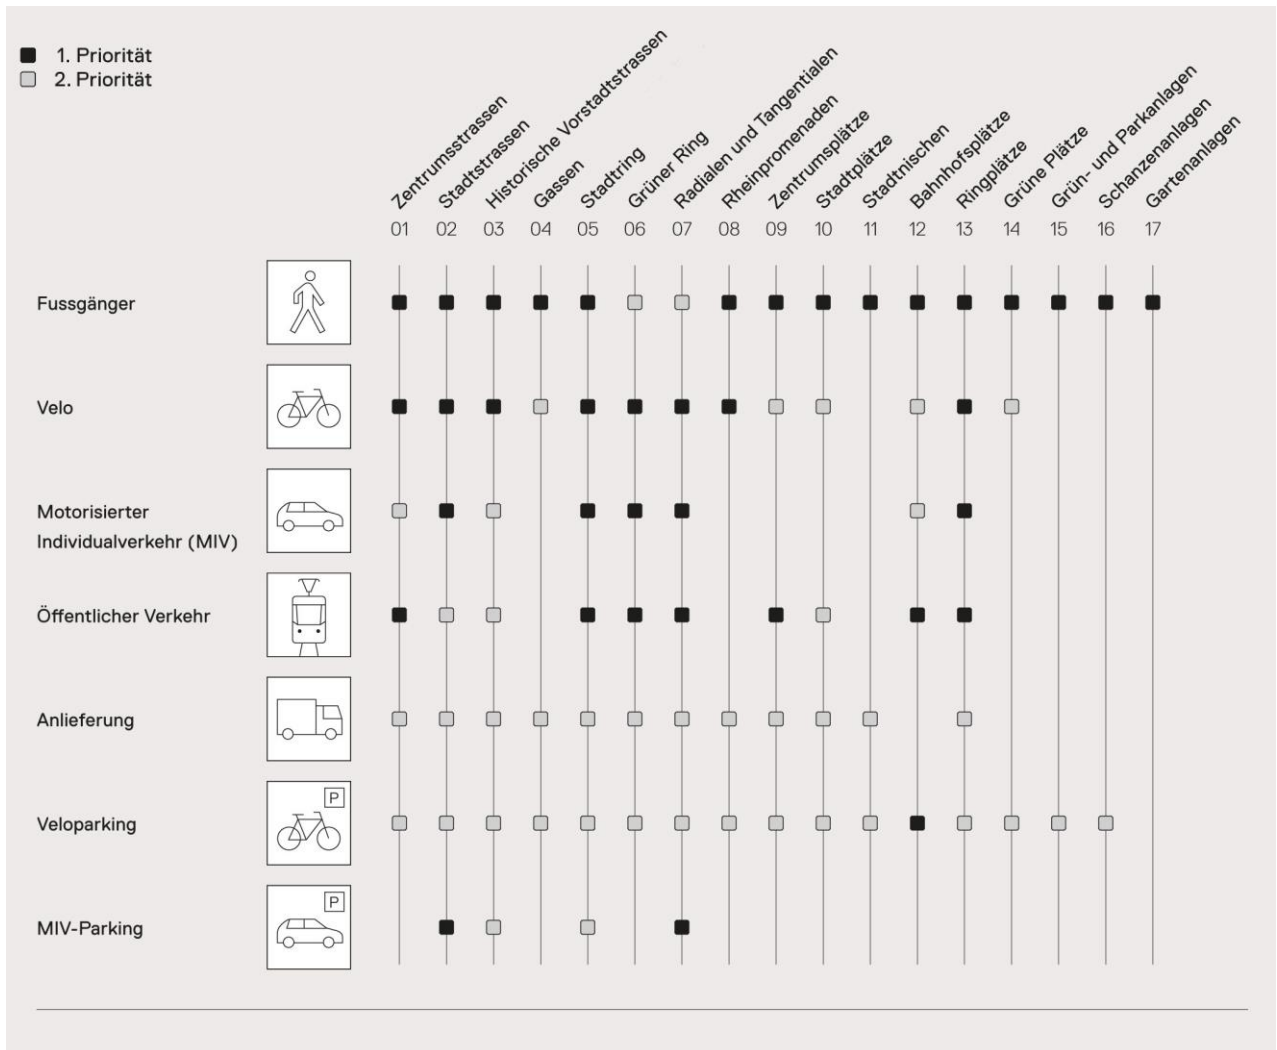 1. Priorität
2. Priorität
Zentrumsstrassen
Stadtstrassen
Historische Vorstadtstrassen
Gassen
Stadtring
Grüner Ring
Radialen und Tangentialen
Rheinpromenaden
Zentrumsplätze
Stadtplätze
Stadtnischen
Bahnhofsplätze
Ringplätze
Grüne Plätze
Grün- und Parkanlagen
Schanzenanlagen
Gartenanlagen
01 02 03 04 05 06 07 08 09 10 11 12 13 14 15 16 17
Fussgänger
Velo
Motorisierter
Individualverkehr (MIV)
Öffentlicher Verkehr
Anlieferung
P
Veloparking
P
MIV-Parking